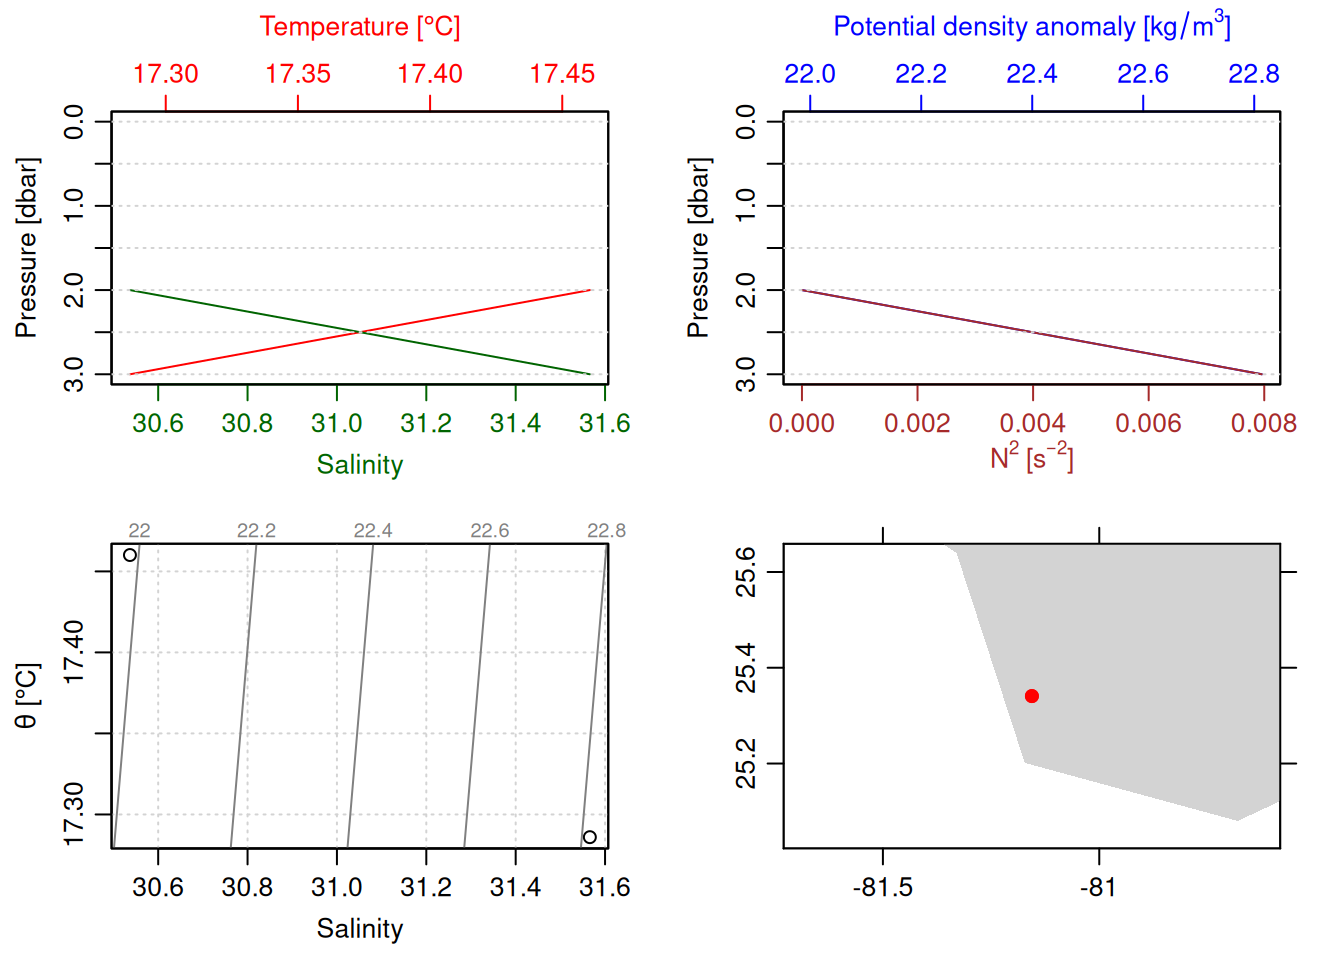 Temperature [°C]
17.30 17.35 17.40 17.45
Pressure [dbar]
0.0
1.0
2.0
3.0
30.6 30.8 31.0 31.2 31.4 31.6
Salinity
Potential density anomaly [kg/m³]
22.0 22.2 22.4 22.6 22.8
Pressure [dbar]
0.0
1.0
2.0
3.0
0.000 0.002 0.004 0.006 0.008
N² [s⁻²]
22 22.2 22.4 22.6 22.8
θ [°C]
17.40
17.30
30.6 30.8 31.0 31.2 31.4 31.6
Salinity
25.6
25.4
25.2
-81.5 -81